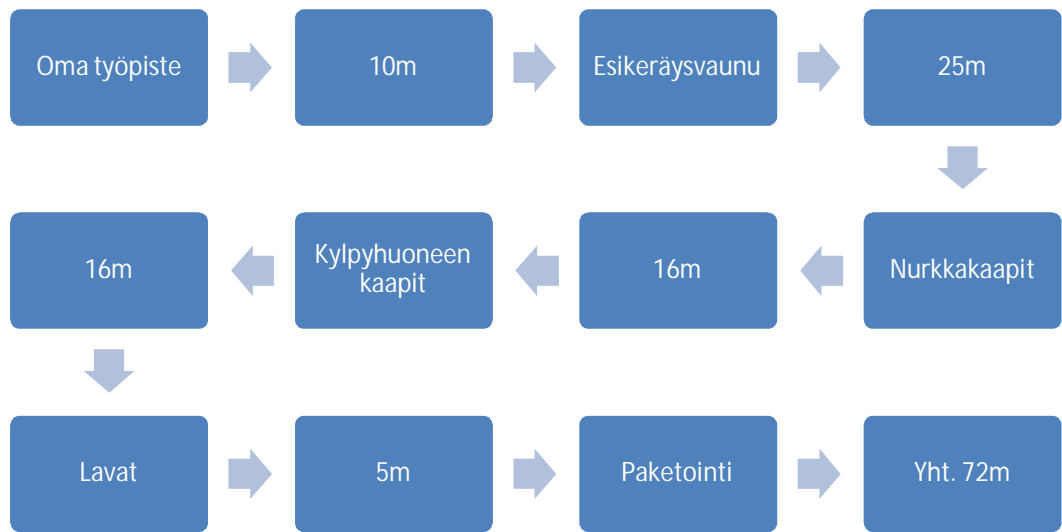 Oma työpiste
10m
Esikeräysvaunu
25m
Nurkkakaapit
16m
Kylpyhuoneen
kaapit
16m
Lavat
5m
Paketointi
Yht. 72m